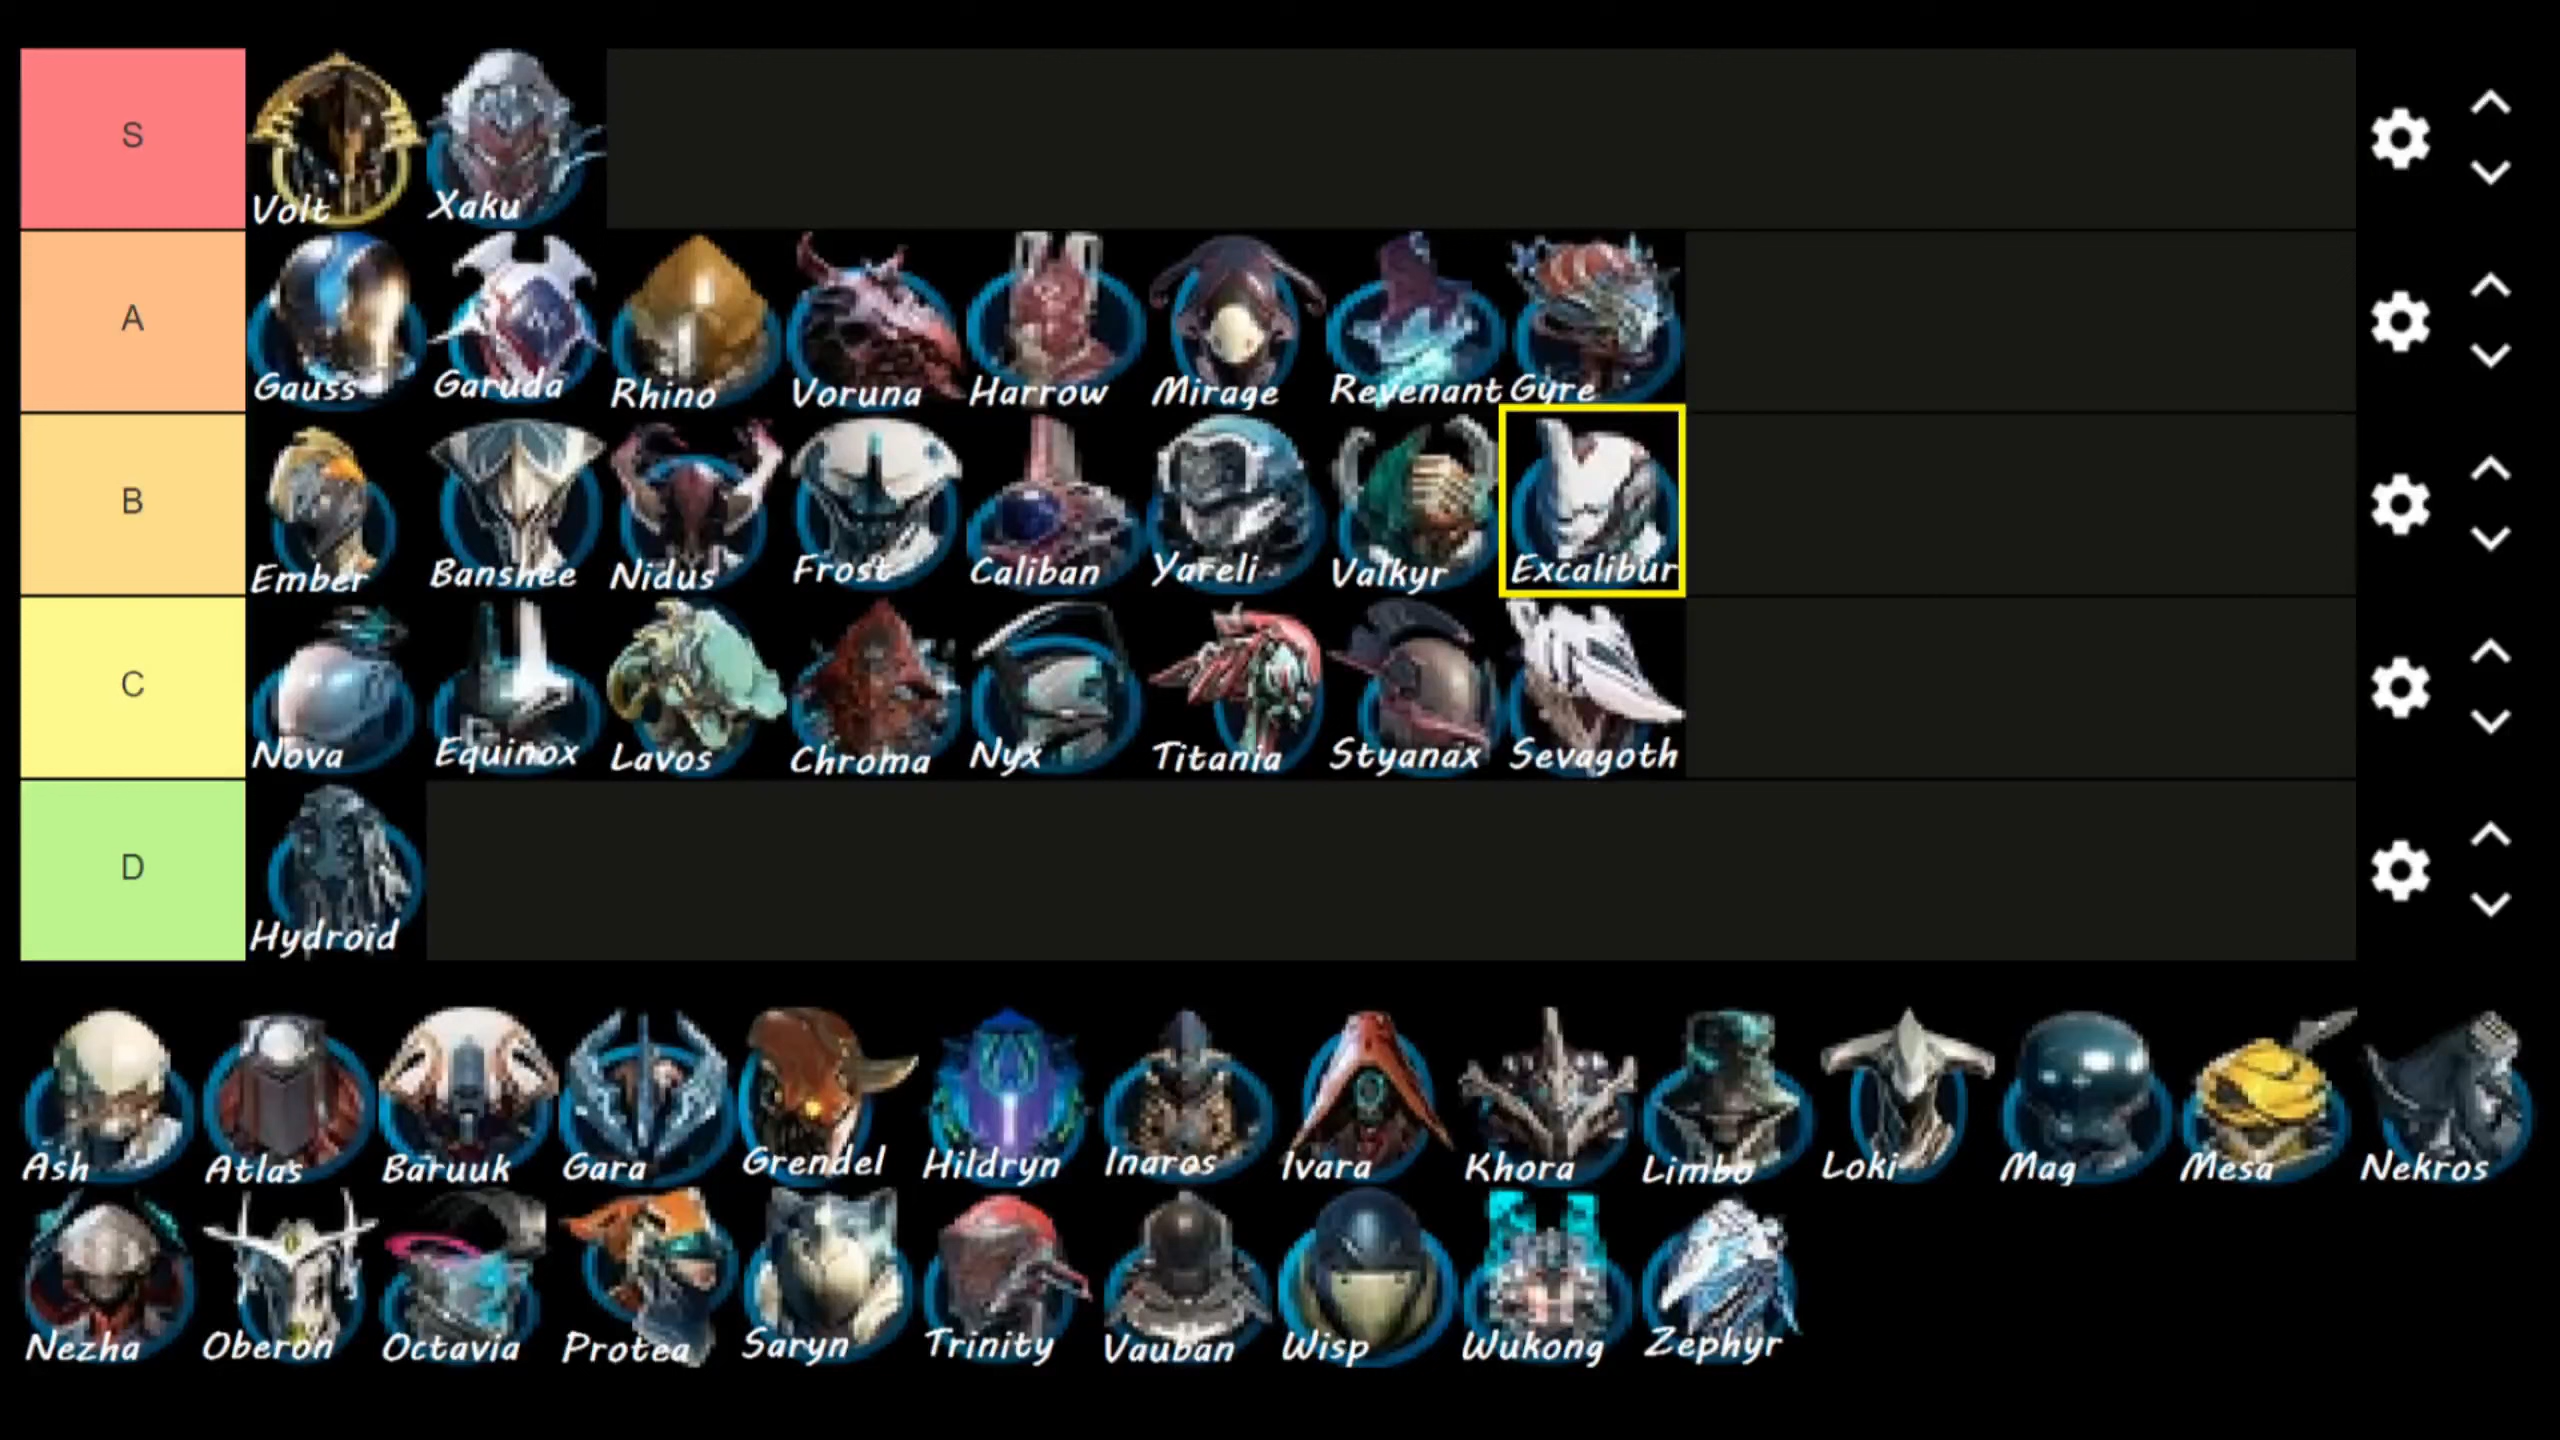 S
Volt Xaku
A
Gauss Garuda Rhino Voruna Harrow Mirage Revenant Gyre
B
Ember Banshee Nidus Frost Caliban Yareli Valkyr Excalibur
C
Nova Equinox Lavos Chroma Nyx Titania Styanax Sevagoth
D
Hydroid
Ash Atlas Baruuk Gara Grendel Hildryn Inaros Ivara Khora Limbo Loki Mag Mesa Nekros
Nezha Oberon Octavia Protea Saryn Trinity Vauban Wisp Wukong Zephyr